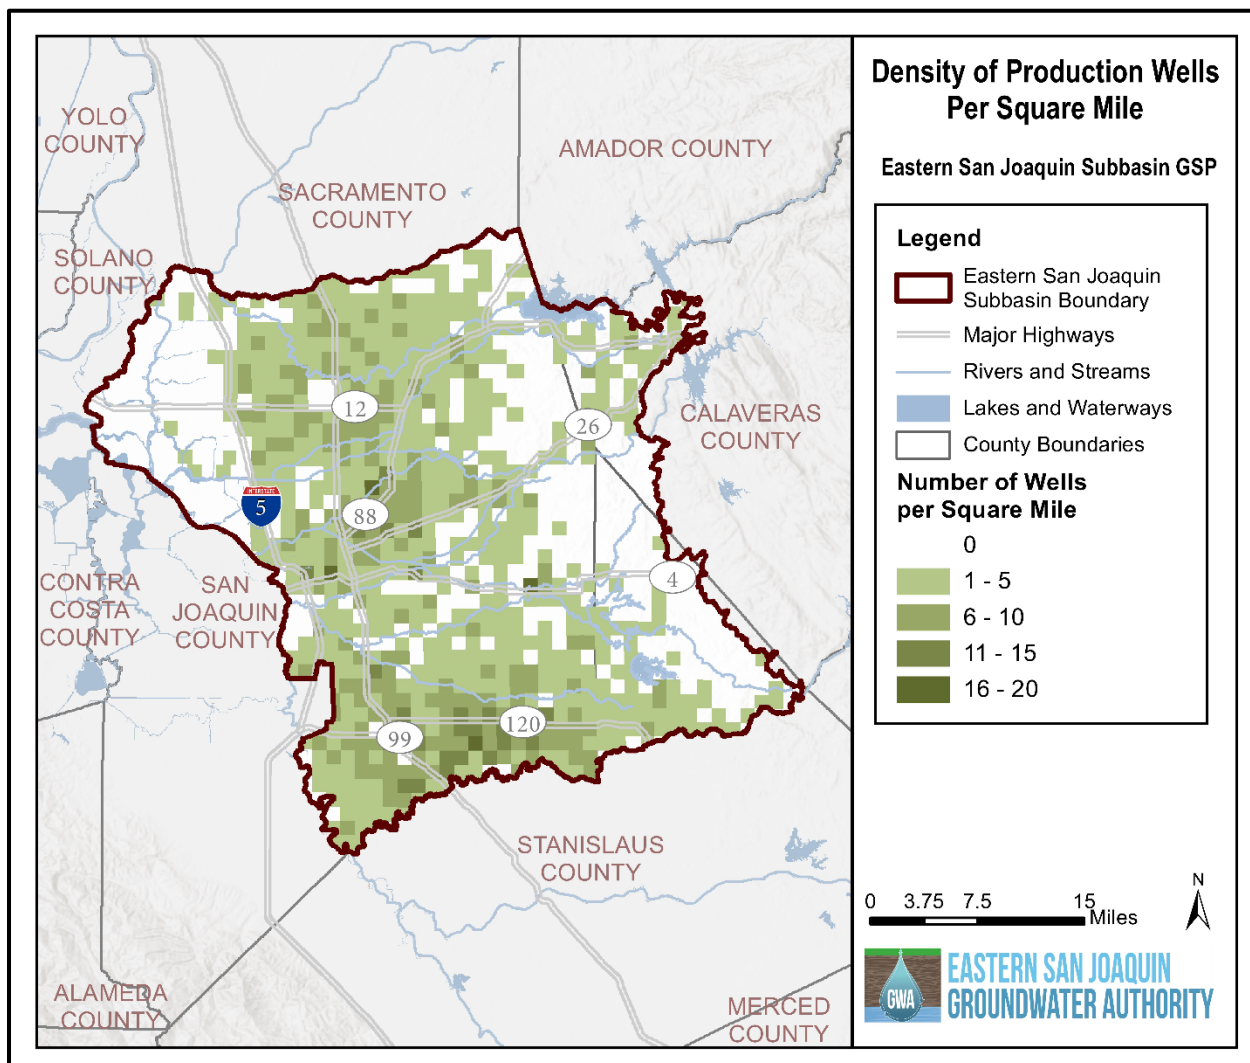 YOLO
COUNTY
AMADOR COUNTY
SACRAMENTO
COUNTY
SOLANO
COUNTY
CALAVERAS
COUNTY
12
26
INTERSTATE
5
88
4
CONTRA
COSTA
COUNTY
SAN
JOAQUIN
COUNTY
120
99
STANISLAUS
COUNTY
ALAMEDA
COUNTY
MERCED
COUNTY
Density of Production Wells
Per Square Mile
Eastern San Joaquin Subbasin GSP
Legend
Eastern San Joaquin
Subbasin Boundary
Major Highways
Rivers and Streams
Lakes and Waterways
County Boundaries
Number of Wells
per Square Mile
0
1 - 5
6 - 10
11 - 15
16 - 20
0 3.75 7.5 15
Miles
N
GWA
EASTERN SAN JOAQUIN
GROUNDWATER AUTHORITY